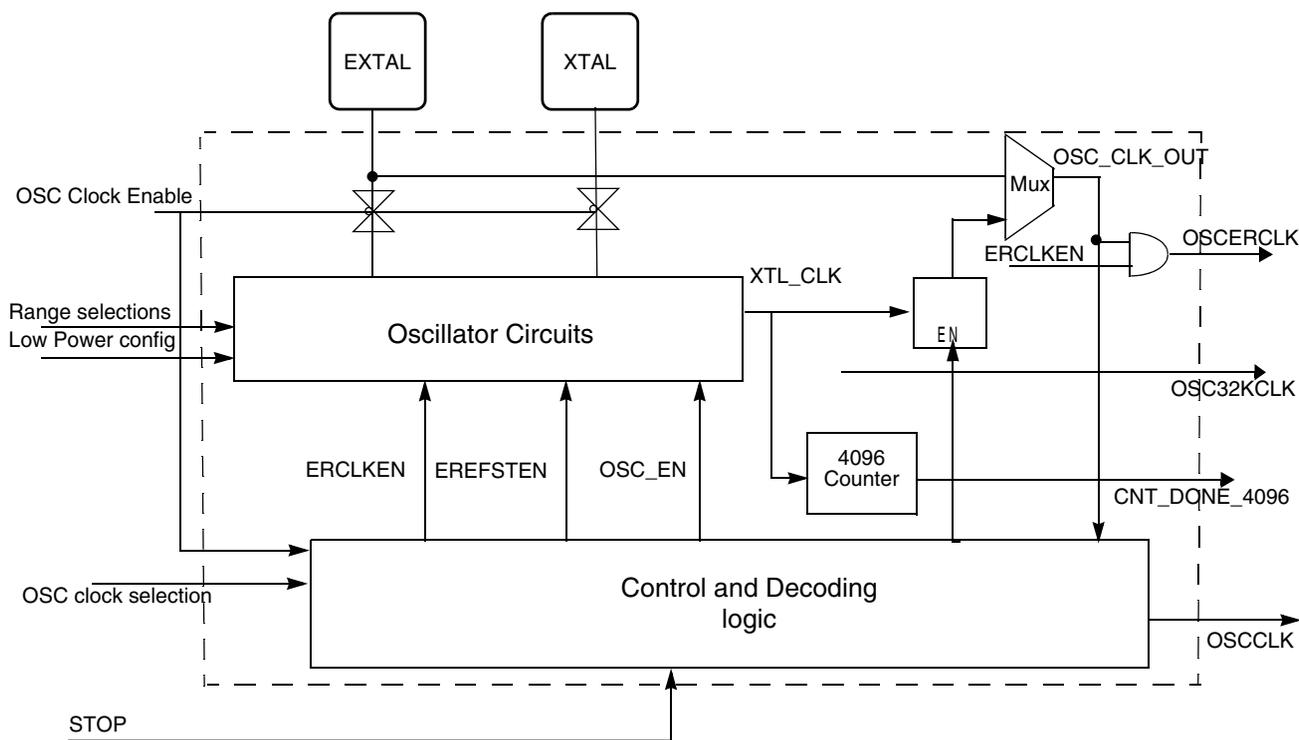 EXTAL
XTAL
OSC_CLK_OUT
Mux
OSC Clock Enable
ERCLKEN
OSCERCLK
XTL_CLK
Range selections
Oscillator Circuits
EN
Low Power config
OSC32KCLK
ERCLKEN
EREFSTEN
OSC_EN
4096
Counter
CNT_DONE_4096
OSC clock selection
Control and Decoding
logic
OSCCLK
STOP